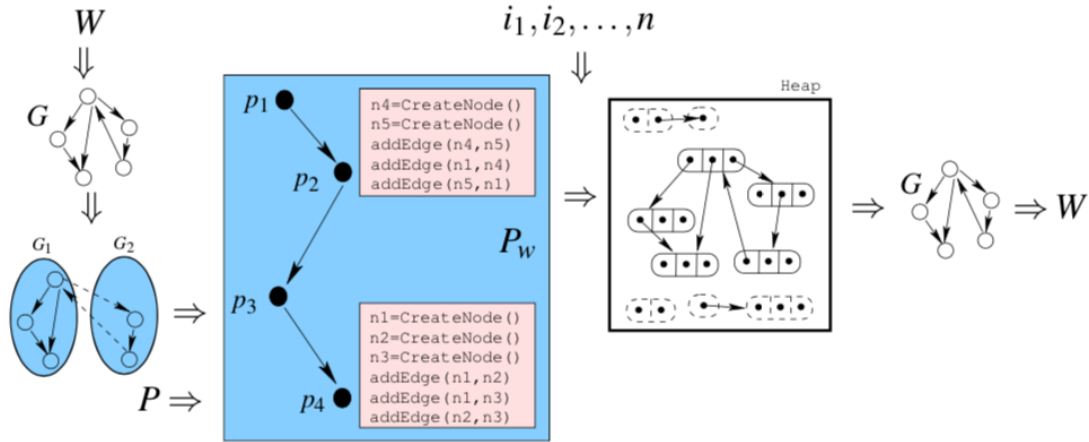 W
i₁, i₂, ..., n
Heap
G
p₁
n4=CreateNode()
n5=CreateNode()
addEdge(n4,n5)
addEdge(n1,n4)
addEdge(n5,n1)
p₂
G
W
G₁ G₂
P_w
p₃
n1=CreateNode()
n2=CreateNode()
n3=CreateNode()
addEdge(n1,n2)
addEdge(n1,n3)
addEdge(n2,n3)
P
p₄